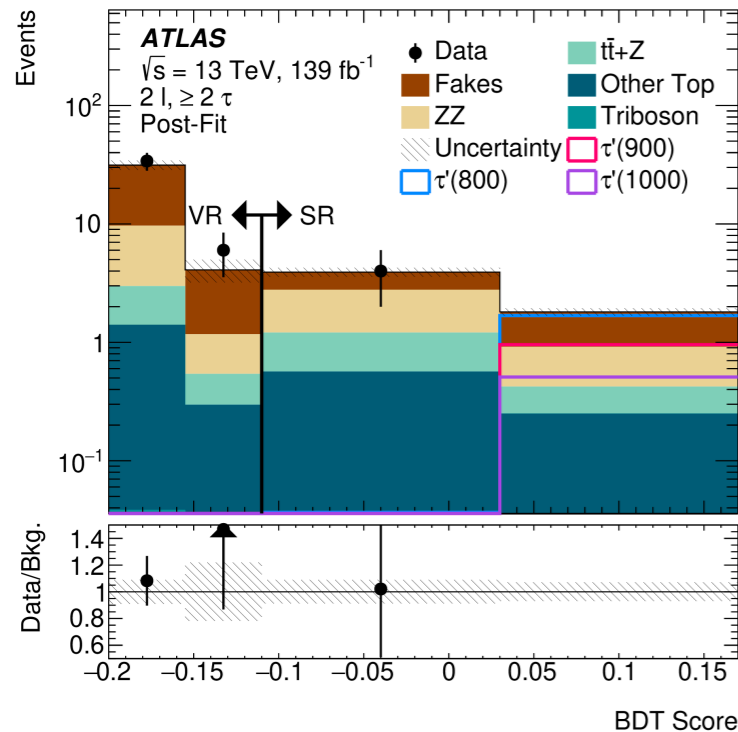 Events
ATLAS
√s = 13 TeV, 139 fb⁻¹
2 l, ≥ 2 τ
Post-Fit
Data
Fakes
ZZ
Uncertainty
τ'(800)
tt̄+Z
Other Top
Triboson
τ'(900)
τ'(1000)
VR
SR
10²
10
1
10⁻¹
Data/Bkg.
1.4
1.2
1
0.8
0.6
−0.2 −0.15 −0.1 −0.05 0 0.05 0.1 0.15
BDT Score